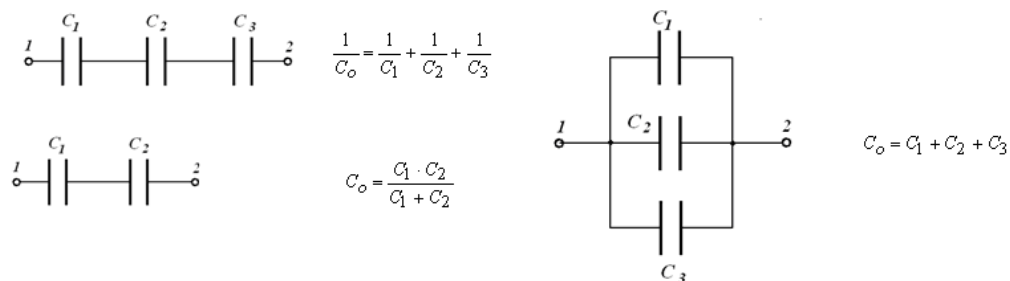 C₁ C₂ C₃
1 2
1/Cₒ = 1/C₁ + 1/C₂ + 1/C₃
C₁ C₂
1 2
Cₒ = C₁ · C₂ / C₁ + C₂
C₁
1 C₂ 2
C₃
Cₒ = C₁ + C₂ + C₃